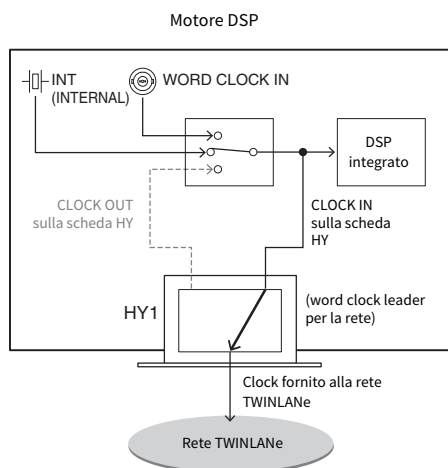 Motore DSP
INT
(INTERNAL)
WORD CLOCK IN
DSP
integrato
CLOCK OUT
sulla scheda HY
CLOCK IN
sulla scheda
HY
HY1
(word clock leader
per la rete)
Clock fornito alla rete
TWINLANe
Rete TWINLANe